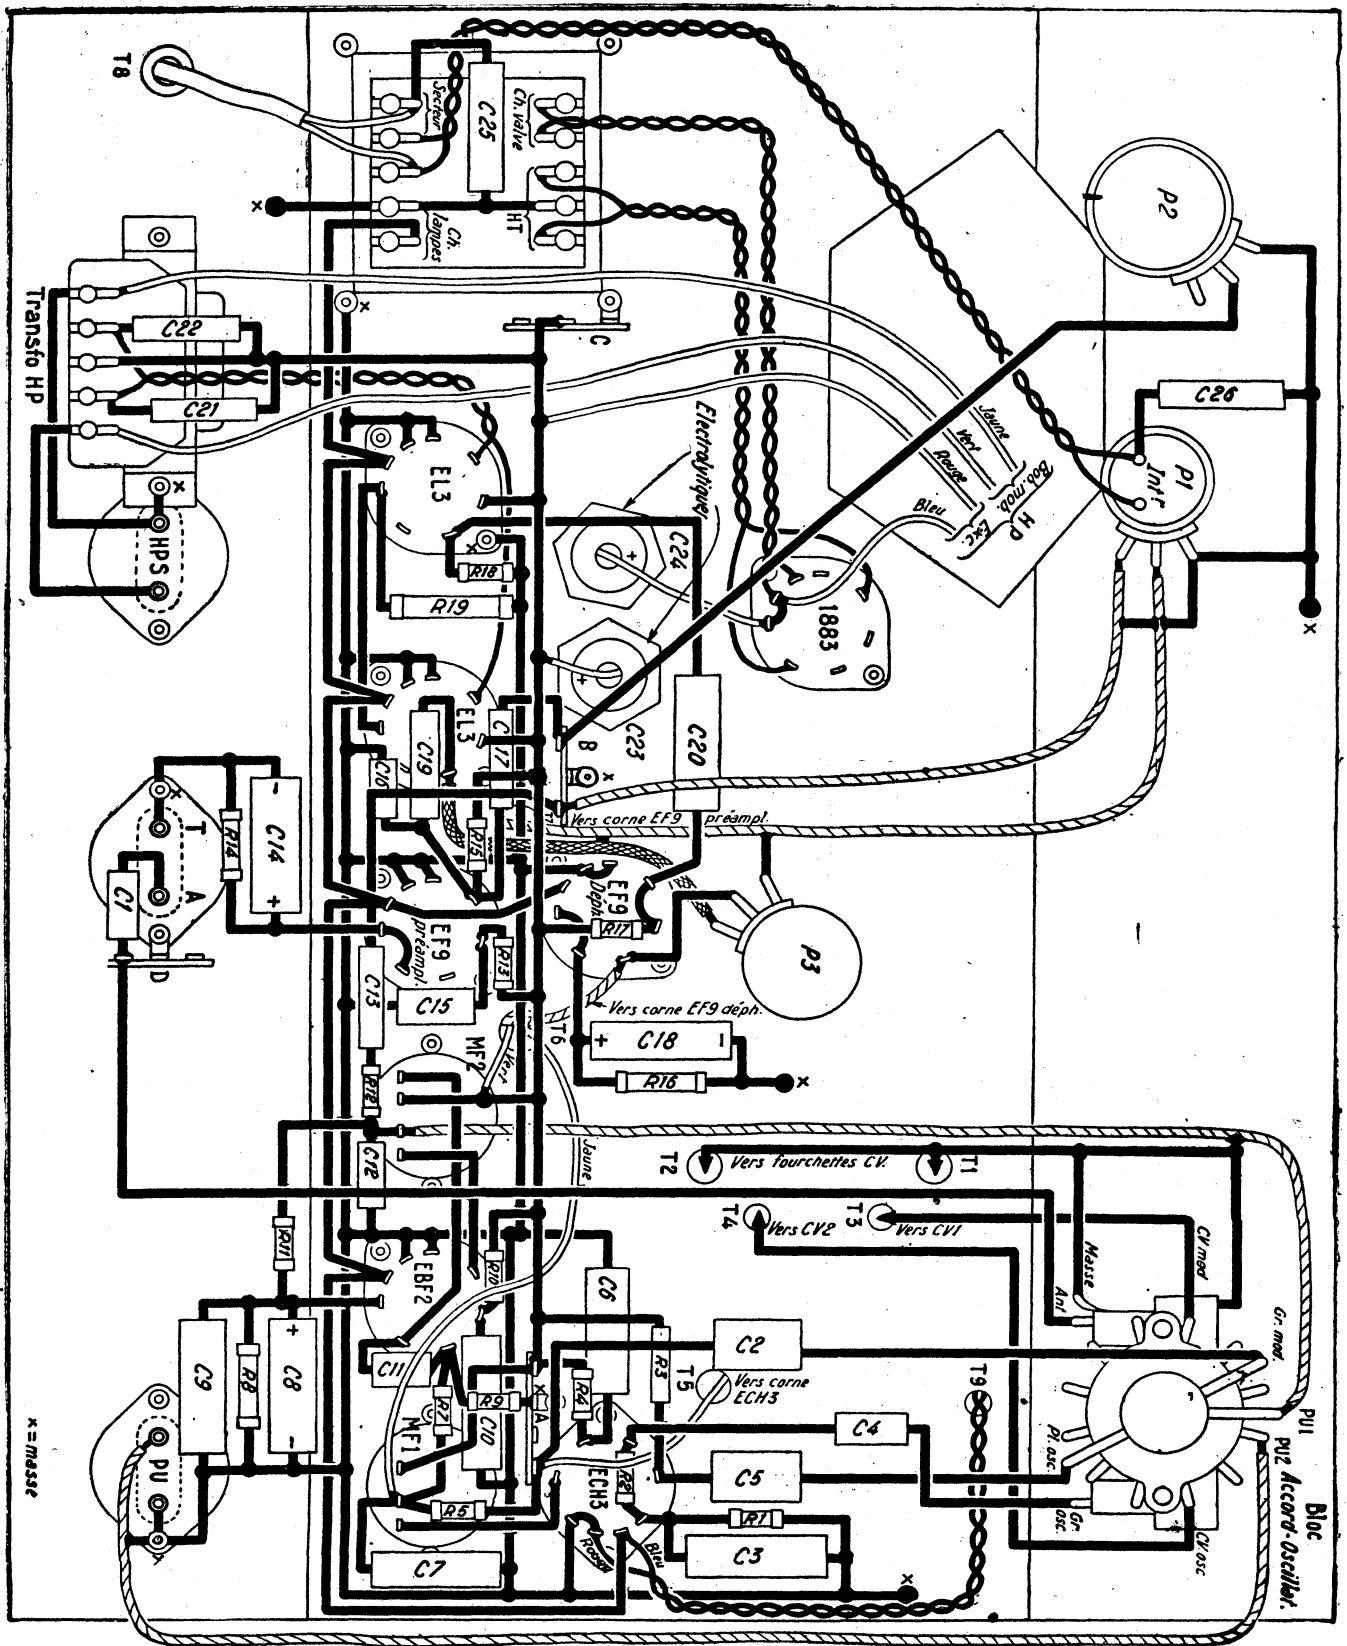 T8
Secteur
C25
Ch. valve
HT
Ch.
lampes
x
x
C
P2
C26
P1
Intr
Transfo HP
C22
C21
HPS
x
EL3
R18
R19
x
Electrolytiques
C24
+
C23
+
1883
Jaune
Vert
Rouge
Bleu
Bob. mob.
Exc.
HP
x
EL3
C16
C19
C17
R15
B
x
C20
Vers corne EF9 préampl.
EF9
Déph.
R17
P3
R14
C14
-
+
x
T
A
C1
D
EF9
préampl.
R13
C13
C15
Vers corne EF9 déph.
T6
+
C18
-
R16
x
MF2
Vert
R12
C12
Jaune
T2
Vers fourchettes CV.
T1
T4
Vers CV2
T3
Vers CV1
R11
EBF2
R10
C6
Masse
CV mod
Ant
Gr. mod.
C9
R8
C8
+
-
C11
R7
R9
C10
MF1
x
A
R4
R3
T5
Vers corne
ECH3
C2
T9
C4
C5
Pl. osc.
Gr.
osc.
CV osc
PU1
PU2
Bloc
Accord-Oscillat.
PU
x
x = masse
R5
C7
ECH3
R2
R1
C3
Rouge
Bleu
x